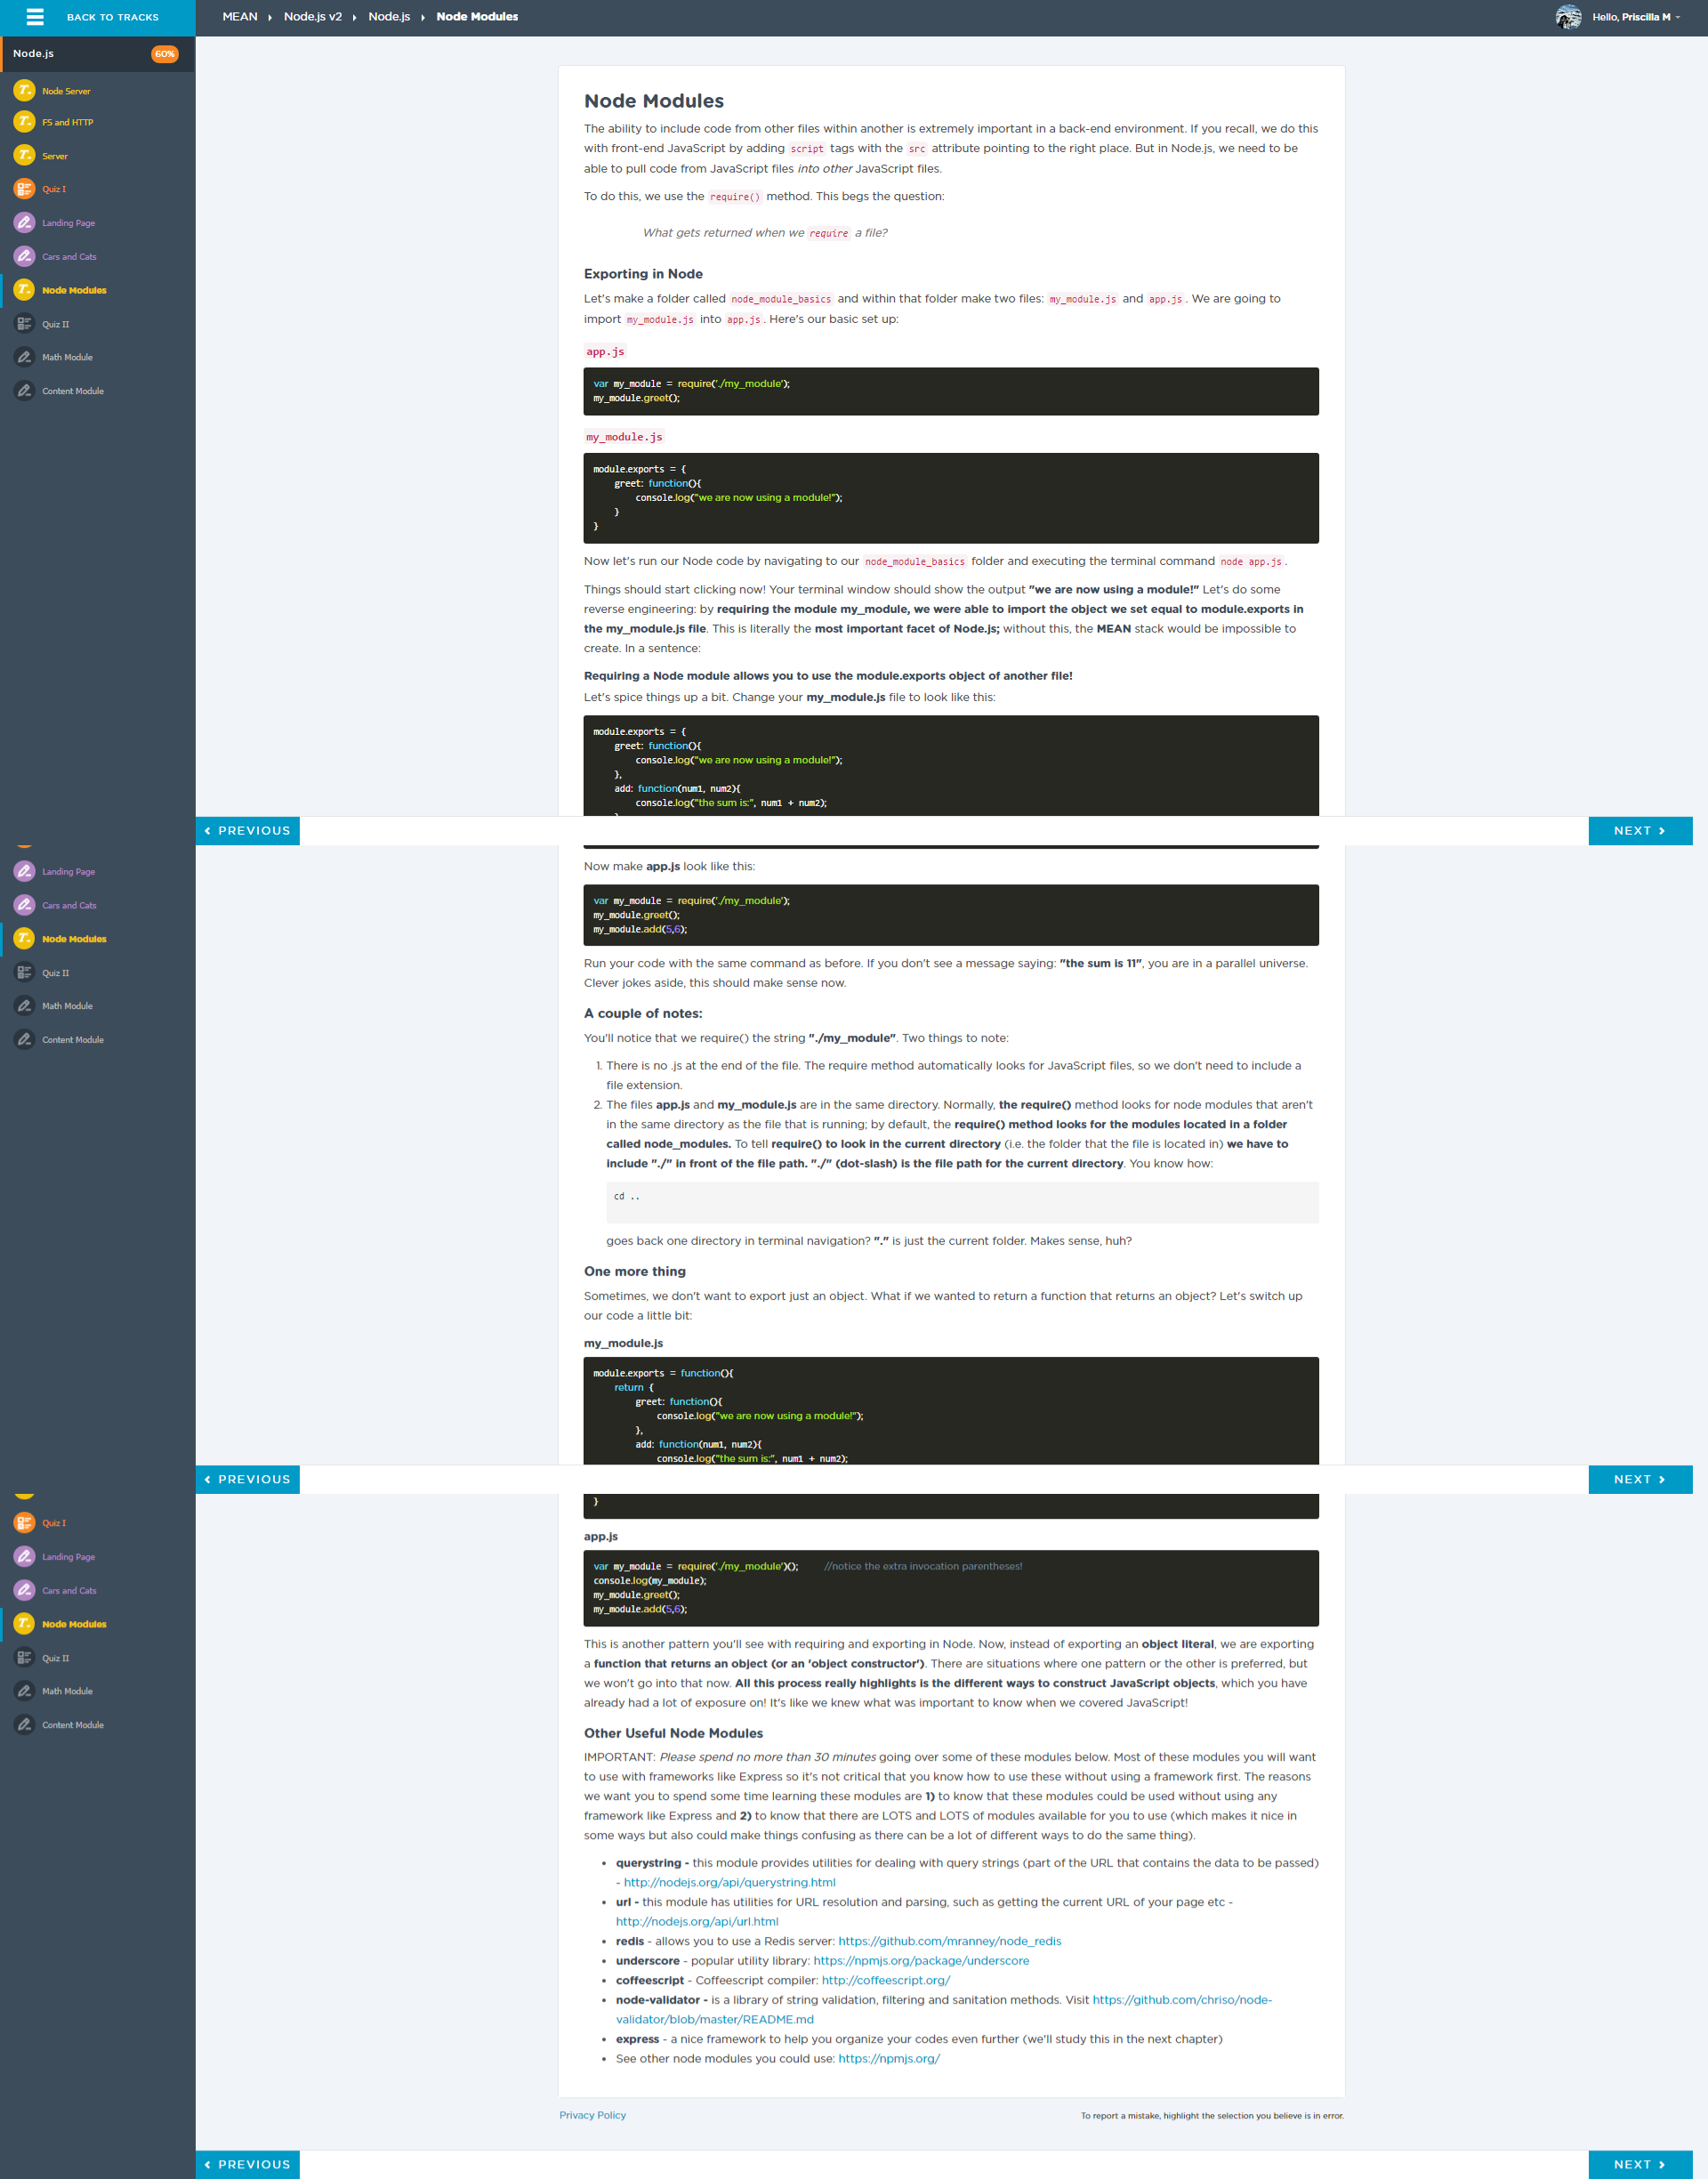 BACK TO TRACKS
MEAN › Node.js v2 › Node.js › Node Modules
Hello, Priscilla M
Node.js
60%
Node Server
FS and HTTP
Server
Quiz I
Landing Page
Cars and Cats
Node Modules
Quiz II
Math Module
Content Module
Node Modules
The ability to include code from other files within another is extremely important in a back-end environment. If you recall, we do this
with front-end JavaScript by adding script tags with the src attribute pointing to the right place. But in Node.js, we need to be
able to pull code from JavaScript files into other JavaScript files.
To do this, we use the require() method. This begs the question:
What gets returned when we require a file?
Exporting in Node
Let's make a folder called node_module_basics and within that folder make two files: my_module.js and app.js. We are going to
import my_module.js into app.js. Here's our basic set up:
app.js
var my_module = require('./my_module');
my_module.greet();
my_module.js
module.exports = {
greet: function(){
console.log("we are now using a module!");
}
}
Now let's run our Node code by navigating to our node_module_basics folder and executing the terminal command node app.js.
Things should start clicking now! Your terminal window should show the output "we are now using a module!" Let's do some
reverse engineering: by requiring the module my_module, we were able to import the object we set equal to module.exports in
the my_module.js file. This is literally the most important facet of Node.js; without this, the MEAN stack would be impossible to
create. In a sentence:
Requiring a Node module allows you to use the module.exports object of another file!
Let's spice things up a bit. Change your my_module.js file to look like this:
module.exports = {
greet: function(){
console.log("we are now using a module!");
},
add: function(num1, num2){
console.log("the sum is:", num1 + num2);
‹ PREVIOUS
NEXT ›
Landing Page
Cars and Cats
Node Modules
Quiz II
Math Module
Content Module
Now make app.js look like this:
var my_module = require('./my_module');
my_module.greet();
my_module.add(5,6);
Run your code with the same command as before. If you don't see a message saying: "the sum is 11", you are in a parallel universe.
Clever jokes aside, this should make sense now.
A couple of notes:
You'll notice that we require() the string "./my_module". Two things to note:
1. There is no .js at the end of the file. The require method automatically looks for JavaScript files, so we don't need to include a
file extension.
2. The files app.js and my_module.js are in the same directory. Normally, the require() method looks for node modules that aren't
in the same directory as the file that is running; by default, the require() method looks for the modules located in a folder
called node_modules. To tell require() to look in the current directory (i.e. the folder that the file is located in) we have to
include "./" in front of the file path. "./" (dot-slash) is the file path for the current directory. You know how:
cd ..
goes back one directory in terminal navigation? "." is just the current folder. Makes sense, huh?
One more thing
Sometimes, we don't want to export just an object. What if we wanted to return a function that returns an object? Let's switch up
our code a little bit:
my_module.js
module.exports = function(){
return {
greet: function(){
console.log("we are now using a module!");
},
add: function(num1, num2){
console.log("the sum is:", num1 + num2);
‹ PREVIOUS
NEXT ›
Quiz I
Landing Page
Cars and Cats
Node Modules
Quiz II
Math Module
Content Module
}
app.js
var my_module = require('./my_module')(); //notice the extra invocation parentheses!
console.log(my_module);
my_module.greet();
my_module.add(5,6);
This is another pattern you'll see with requiring and exporting in Node. Now, instead of exporting an object literal, we are exporting
a function that returns an object (or an 'object constructor'). There are situations where one pattern or the other is preferred, but
we won't go into that now. All this process really highlights is the different ways to construct JavaScript objects, which you have
already had a lot of exposure on! It's like we knew what was important to know when we covered JavaScript!
Other Useful Node Modules
IMPORTANT: Please spend no more than 30 minutes going over some of these modules below. Most of these modules you will want
to use with frameworks like Express so it's not critical that you know how to use these without using a framework first. The reasons
we want you to spend some time learning these modules are 1) to know that these modules could be used without using any
framework like Express and 2) to know that there are LOTS and LOTS of modules available for you to use (which makes it nice in
some ways but also could make things confusing as there can be a lot of different ways to do the same thing).
• querystring - this module provides utilities for dealing with query strings (part of the URL that contains the data to be passed)
- http://nodejs.org/api/querystring.html
• url - this module has utilities for URL resolution and parsing, such as getting the current URL of your page etc -
http://nodejs.org/api/url.html
• redis - allows you to use a Redis server: https://github.com/mranney/node_redis
• underscore - popular utility library: https://npmjs.org/package/underscore
• coffeescript - Coffeescript compiler: http://coffeescript.org/
• node-validator - is a library of string validation, filtering and sanitation methods. Visit https://github.com/chriso/node-
validator/blob/master/README.md
• express - a nice framework to help you organize your codes even further (we'll study this in the next chapter)
• See other node modules you could use: https://npmjs.org/
Privacy Policy
To report a mistake, highlight the selection you believe is in error.
‹ PREVIOUS
NEXT ›